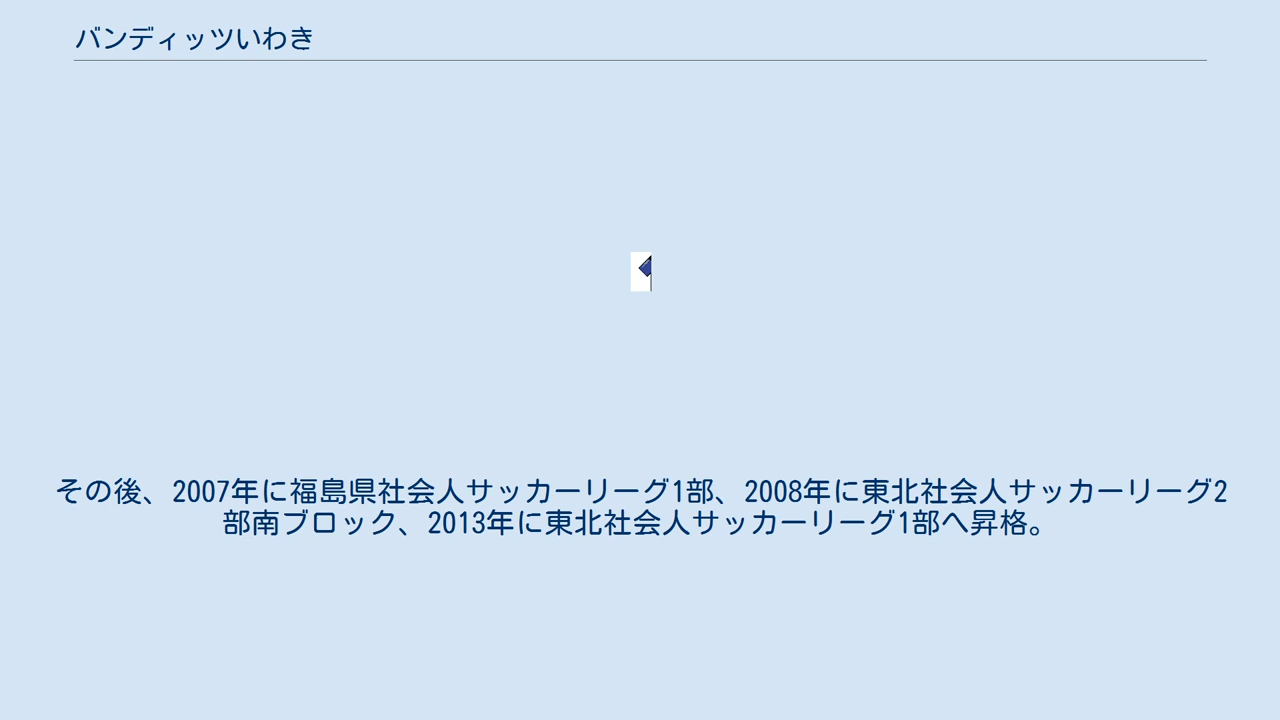 バンディッツいわき
その後、2007年に福島県社会人サッカーリーグ1部、2008年に東北社会人サッカーリーグ2
部南ブロック、2013年に東北社会人サッカーリーグ1部へ昇格。